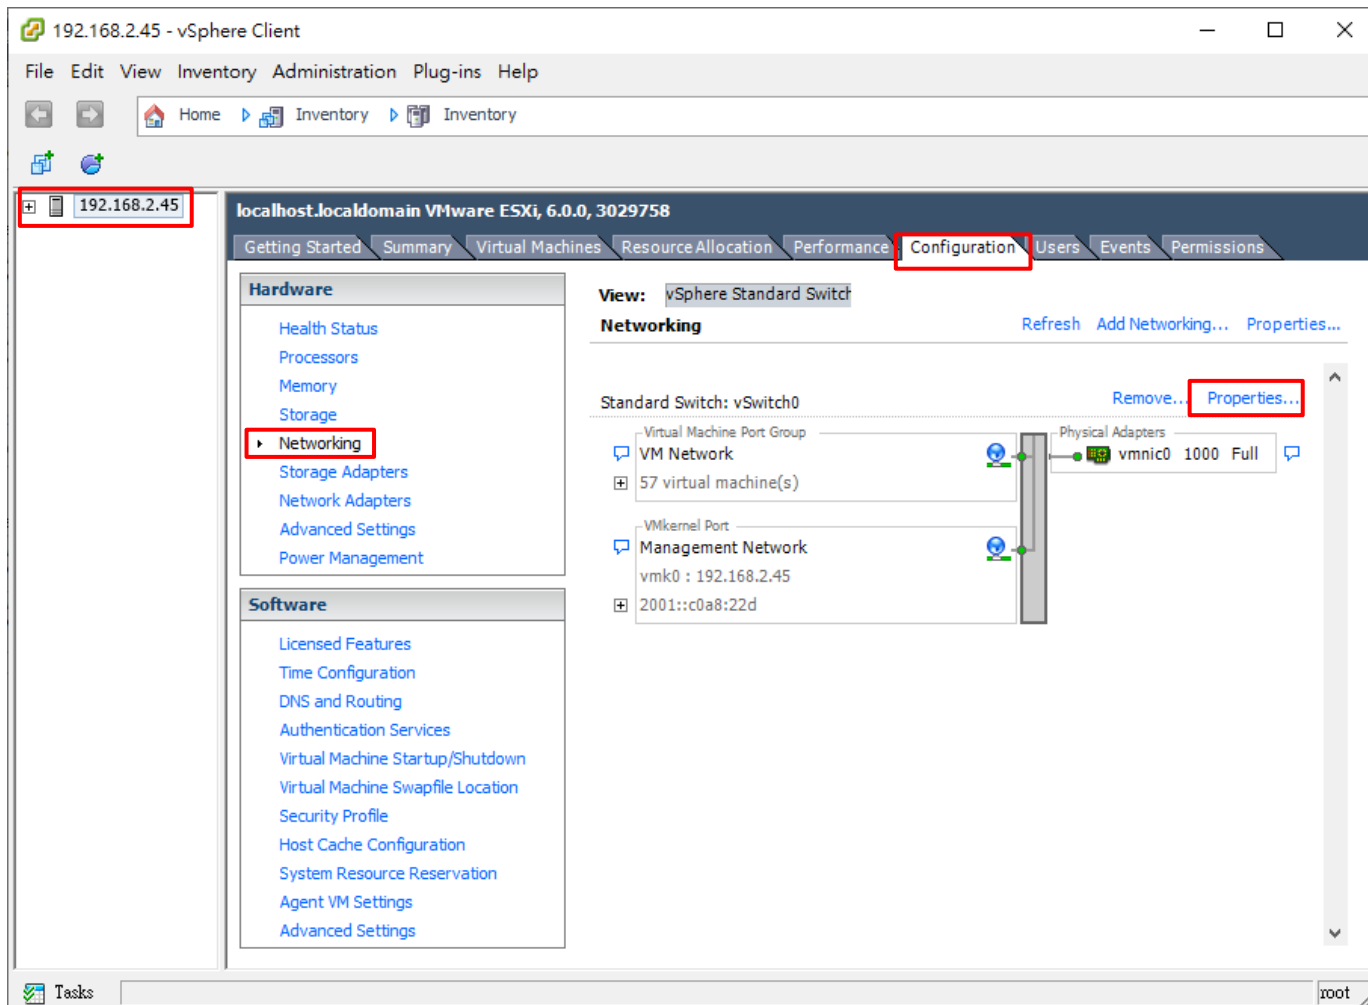 192.168.2.45 - vSphere Client
File Edit View Inventory Administration Plug-ins Help
Home Inventory Inventory
192.168.2.45
localhost.localdomain VMware ESXi, 6.0.0, 3029758
Getting Started Summary Virtual Machines Resource Allocation Performance Configuration Users Events Permissions
Hardware
Health Status
Processors
Memory
Storage
Networking
Storage Adapters
Network Adapters
Advanced Settings
Power Management
Software
Licensed Features
Time Configuration
DNS and Routing
Authentication Services
Virtual Machine Startup/Shutdown
Virtual Machine Swapfile Location
Security Profile
Host Cache Configuration
System Resource Reservation
Agent VM Settings
Advanced Settings
View: vSphere Standard Switch
Networking Refresh Add Networking... Properties...
Standard Switch: vSwitch0 Remove... Properties...
Virtual Machine Port Group
VM Network
57 virtual machine(s)
Physical Adapters
vmnic0 1000 Full
VMkernel Port
Management Network
vmk0 : 192.168.2.45
2001::c0a8:22d
Tasks
root